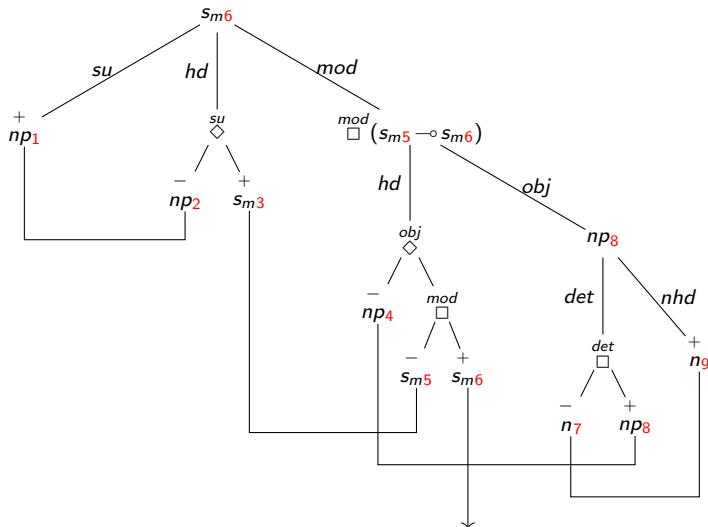 s_m6
su hd mod
+ su mod
np1 ◇ □ (s_m5 ⊸ s_m6)
− + hd obj
np2 s_m3
obj np8
◇
− mod det nhd
np4 □ +
− + det n9
s_m5 s_m6 □
− +
n7 np8